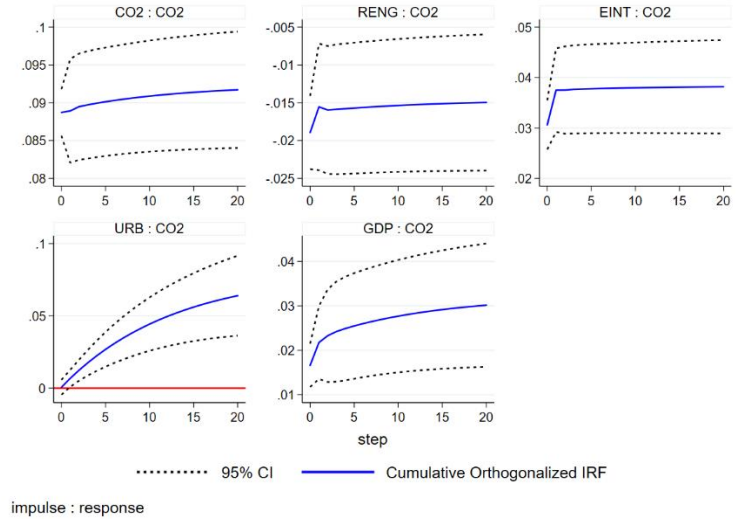 CO2 : CO2
RENG : CO2
EINT : CO2
.1
.095
.09
.085
.08
0 5 10 15 20
-.005
-.01
-.015
-.02
-.025
0 5 10 15 20
.05
.04
.03
.02
0 5 10 15 20
URB : CO2
GDP : CO2
.1
.05
0
0 5 10 15 20
.04
.03
.02
.01
0 5 10 15 20
step
95% CI
Cumulative Orthogonalized IRF
impulse : response